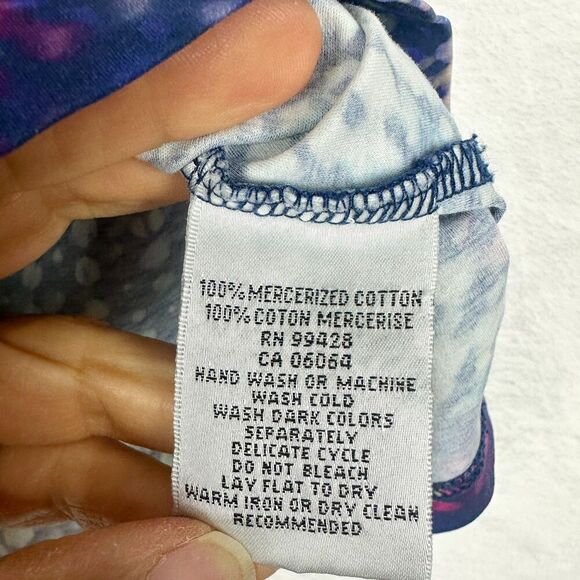 100% MERCERIZED COTTON
100% COTON MERCERISE
RN 99428
CA 06064
HAND WASH OR MACHINE
WASH COLD
WASH DARK COLORS
SEPARATELY
DELICATE CYCLE
DO NOT BLEACH
LAY FLAT TO DRY
WARM IRON OR DRY CLEAN
RECOMMENDED